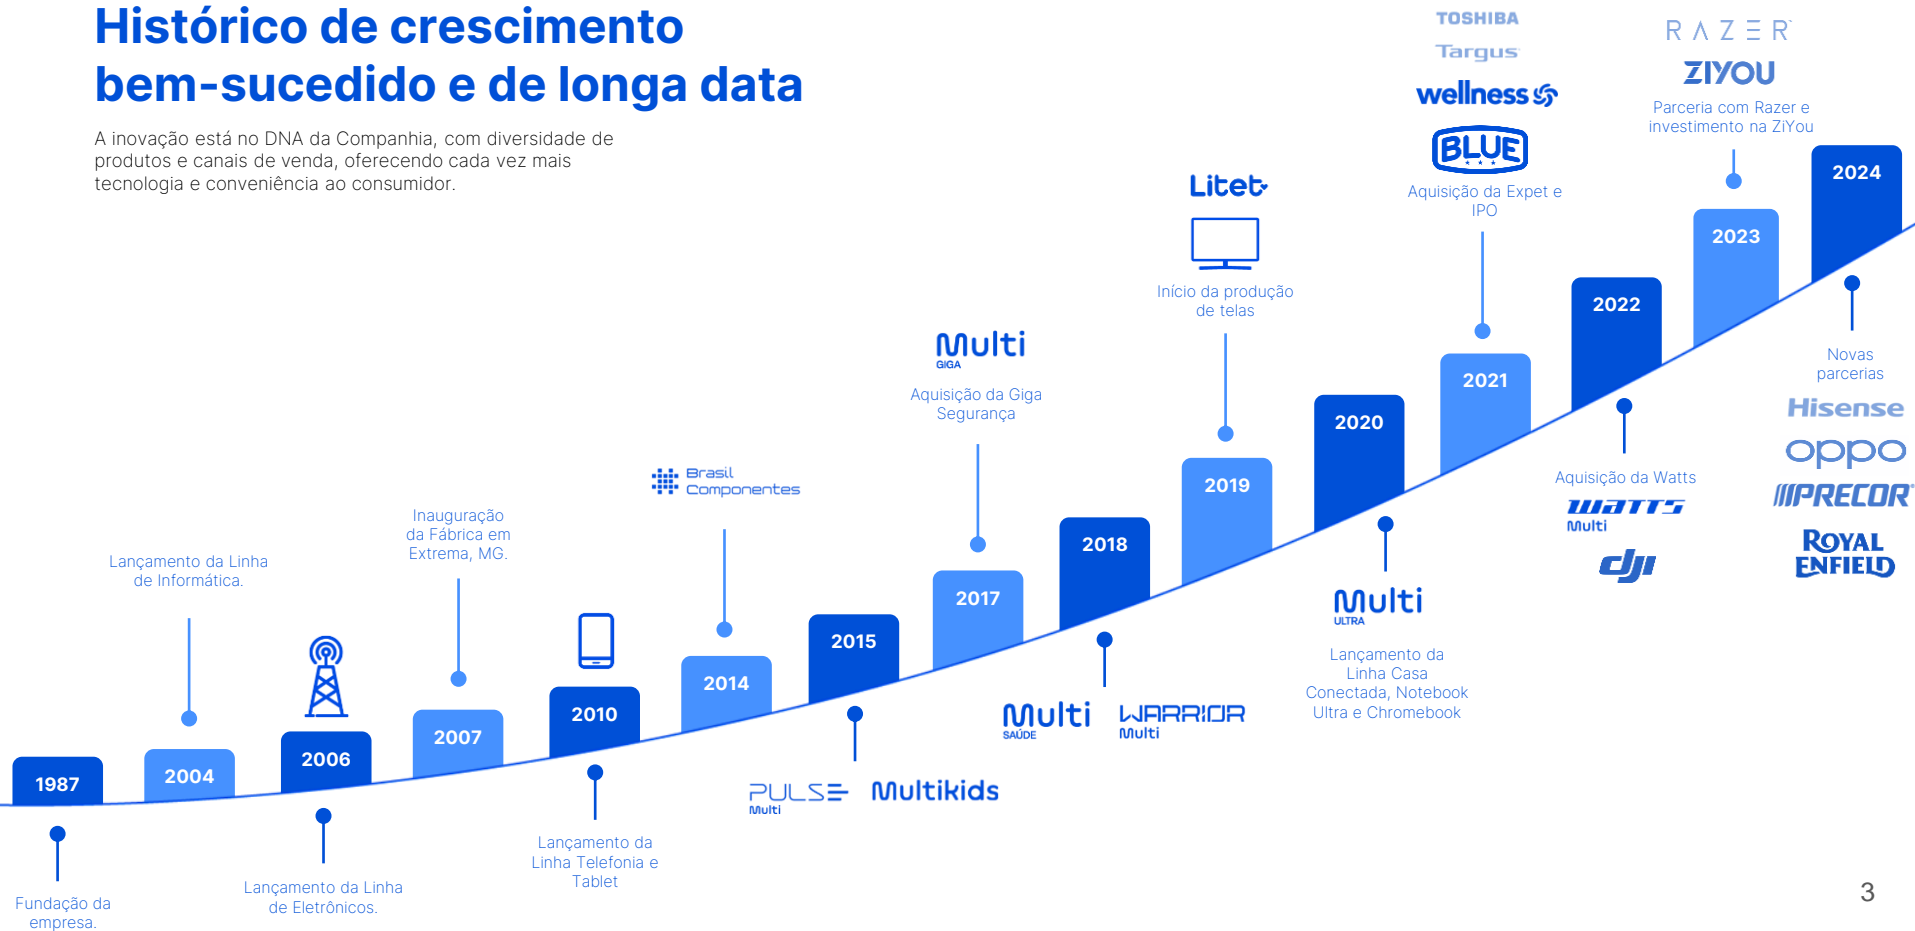 Histórico de crescimento
bem-sucedido e de longa data
A inovação está no DNA da Companhia, com diversidade de
produtos e canais de venda, oferecendo cada vez mais
tecnologia e conveniência ao consumidor.
1987
Fundação da
empresa.
Lançamento da Linha
de Informática.
2004
2006
Lançamento da Linha
de Eletrônicos.
Inauguração
da Fábrica em
Extrema, MG.
2007
2010
Lançamento da
Linha Telefonia e
Tablet
Brasil
Componentes
2014
2015
PULSE
Multi
Multikids
Multi
GIGA
Aquisição da Giga
Segurança
2017
2018
Multi
SAÚDE
WARRIOR
Multi
Litet
Início da produção
de telas
2019
2020
Multi
ULTRA
Lançamento da
Linha Casa
Conectada, Notebook
Ultra e Chromebook
TOSHIBA
Targus
wellness
BLUE
Aquisição da Expet e
IPO
2021
2022
Aquisição da Watts
WATTS
Multi
dji
RAZER
ZIYOU
Parceria com Razer e
investimento na ZiYou
2023
2024
Novas
parcerias
Hisense
oppo
PRECOR
ROYAL
ENFIELD
3